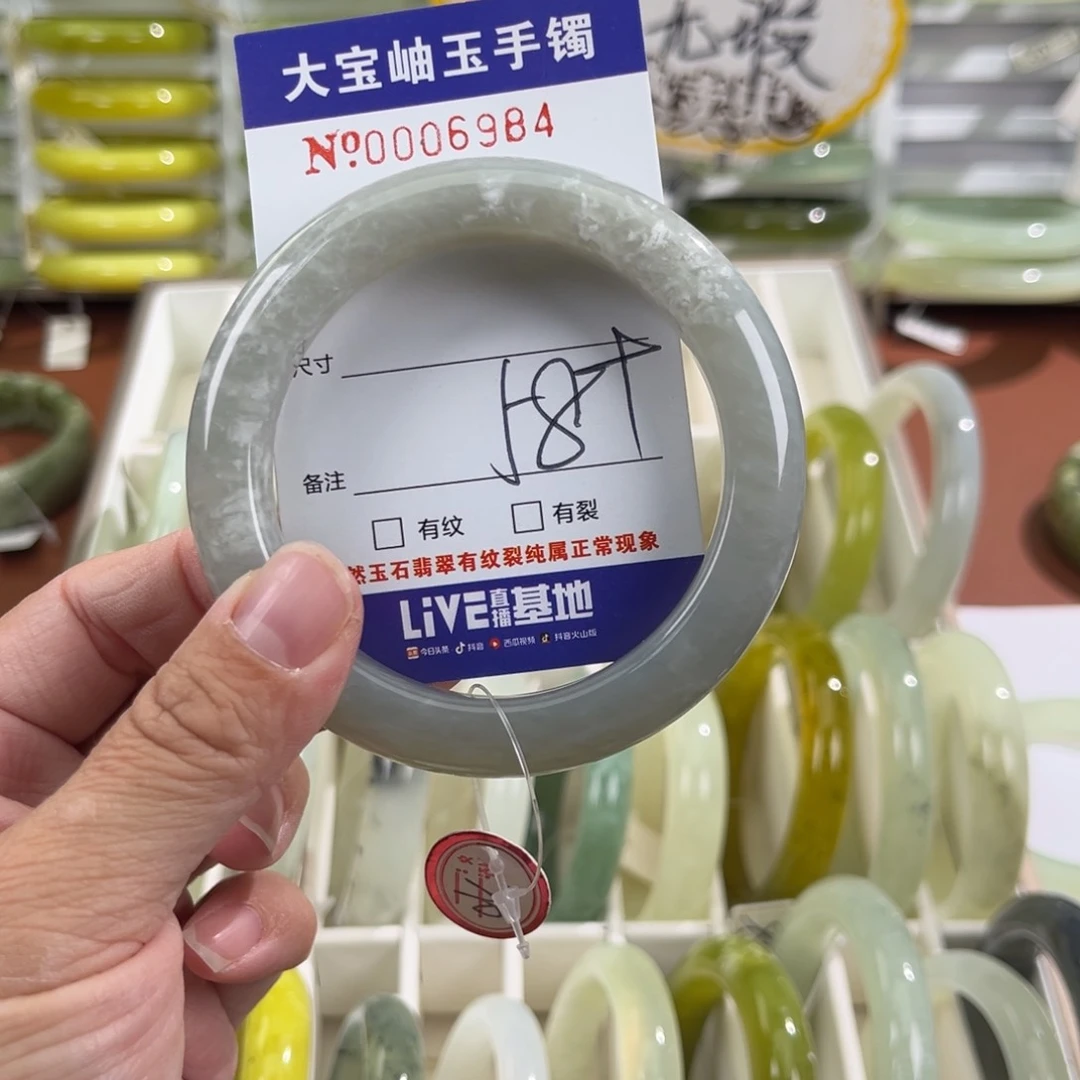 大宝岫玉手镯
№0006984
无瑕
尺寸
备注
有纹 有裂
然玉石翡翠有纹裂纯属正常现象
LiVE直播基地
今日头条 抖音 西瓜视频 抖音火山版